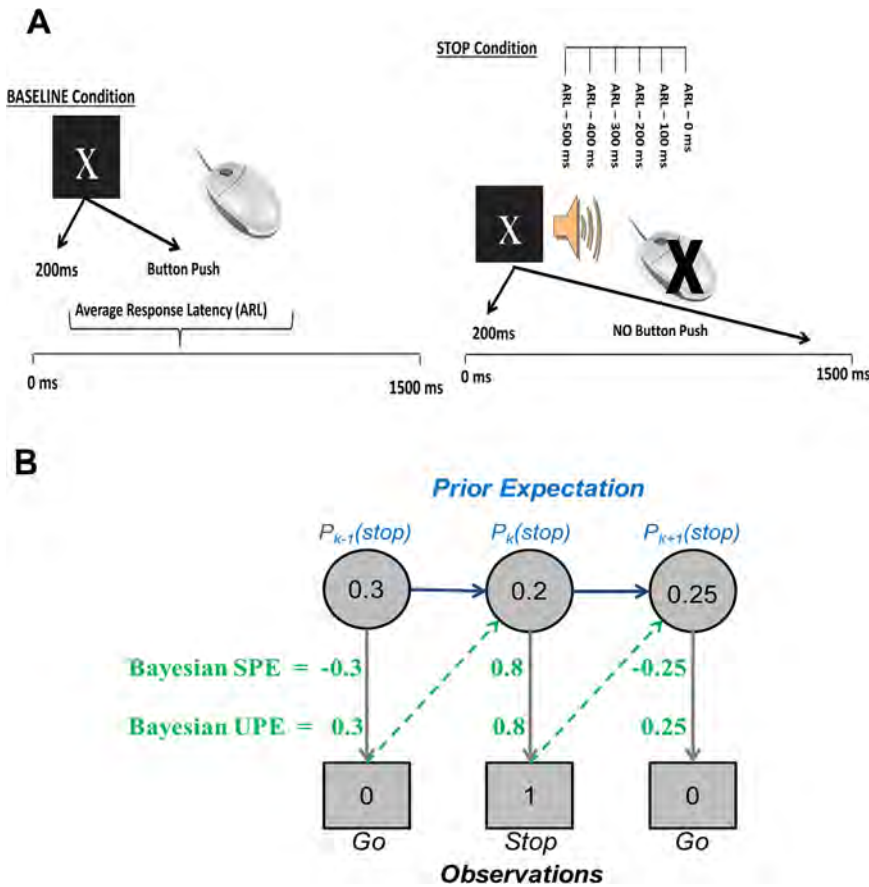 A
BASELINE Condition
X
200ms
Button Push
Average Response Latency (ARL)
0 ms
1500 ms
STOP Condition
ARL – 500 ms
ARL – 400 ms
ARL – 300 ms
ARL – 200 ms
ARL – 100 ms
ARL – 0 ms
X
X
200ms
NO Button Push
0 ms
1500 ms
B
Prior Expectation
Pk-1(stop) Pk(stop) Pk+1(stop)
0.3 0.2 0.25
Bayesian SPE = -0.3 0.8 -0.25
Bayesian UPE = 0.3 0.8 0.25
0 1 0
Go Stop Go
Observations